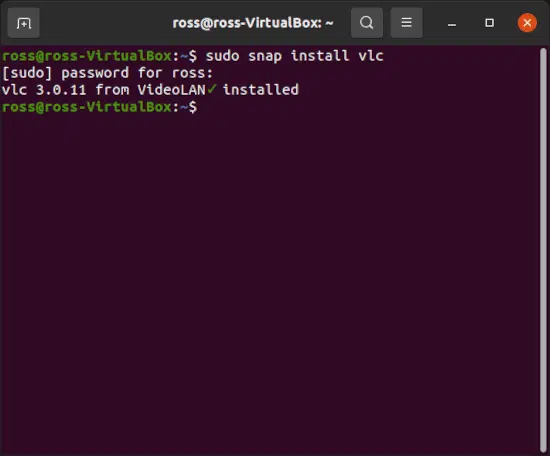 ross@ross-VirtualBox: ~
ross@ross-VirtualBox:~$ sudo snap install vlc
[sudo] password for ross:
vlc 3.0.11 from VideoLAN✓ installed
ross@ross-VirtualBox:~$